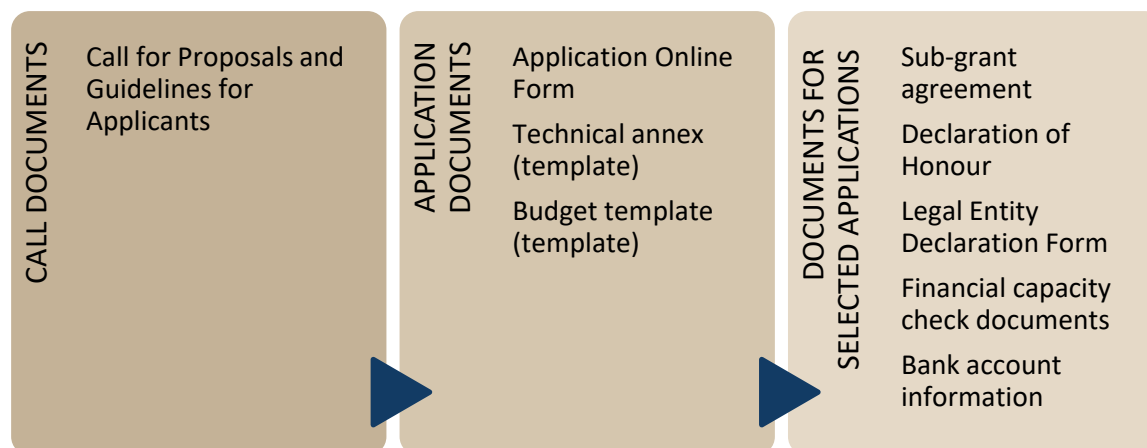 CALL DOCUMENTS
Call for Proposals and
Guidelines for
Applicants
APPLICATION
DOCUMENTS
Application Online
Form
Technical annex
(template)
Budget template
(template)
DOCUMENTS FOR
SELECTED APPLICATIONS
Sub-grant
agreement
Declaration of
Honour
Legal Entity
Declaration Form
Financial capacity
check documents
Bank account
information